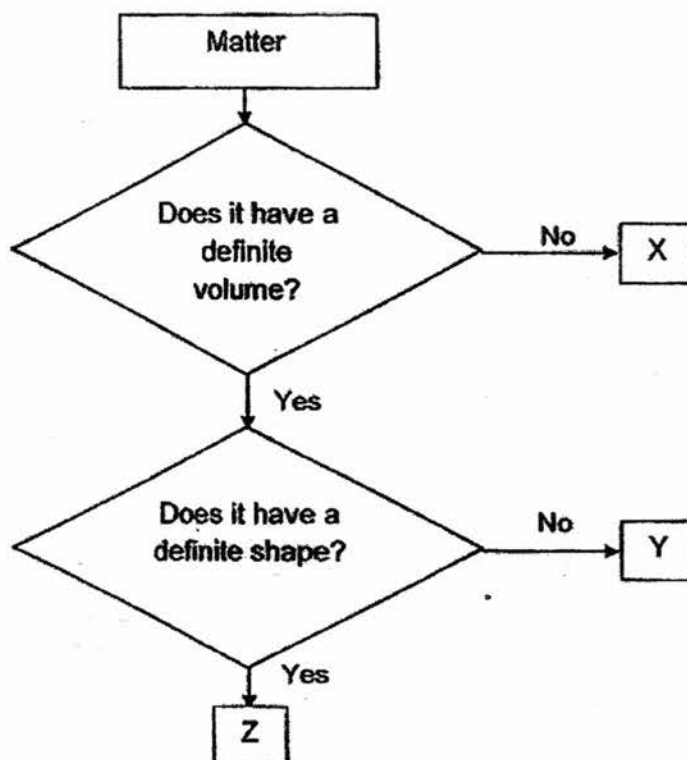 Matter
Does it have a
definite
volume?
No
X
Yes
Does it have a
definite shape?
No
Y
Yes
Z